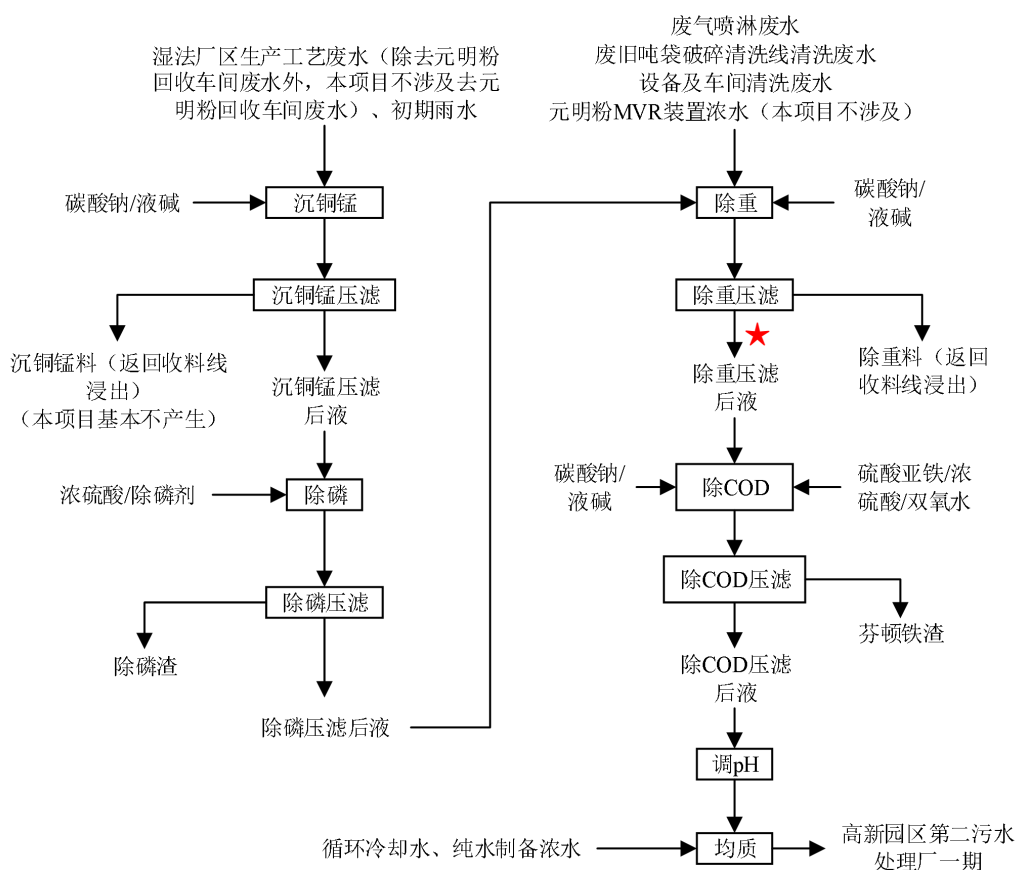 湿法厂区生产工艺废水（除去元明粉
回收车间废水外，本项目不涉及去元
明粉回收车间废水）、初期雨水
碳酸钠/液碱
沉铜锰
沉铜锰压滤
沉铜锰料（返回收料线
浸出）
（本项目基本不产生）
沉铜锰压滤
后液
浓硫酸/除磷剂
除磷
除磷压滤
除磷渣
除磷压滤后液
废气喷淋废水
废旧吨袋破碎清洗线清洗废水
设备及车间清洗废水
元明粉MVR装置浓水（本项目不涉及）
除重
碳酸钠/
液碱
除重压滤
除重压滤
后液
除重料（返回
收料线浸出）
碳酸钠/
液碱
除COD
硫酸亚铁/浓
硫酸/双氧水
除COD压滤
芬顿铁渣
除COD压滤
后液
调pH
循环冷却水、纯水制备浓水
均质
高新园区第二污水
处理厂一期